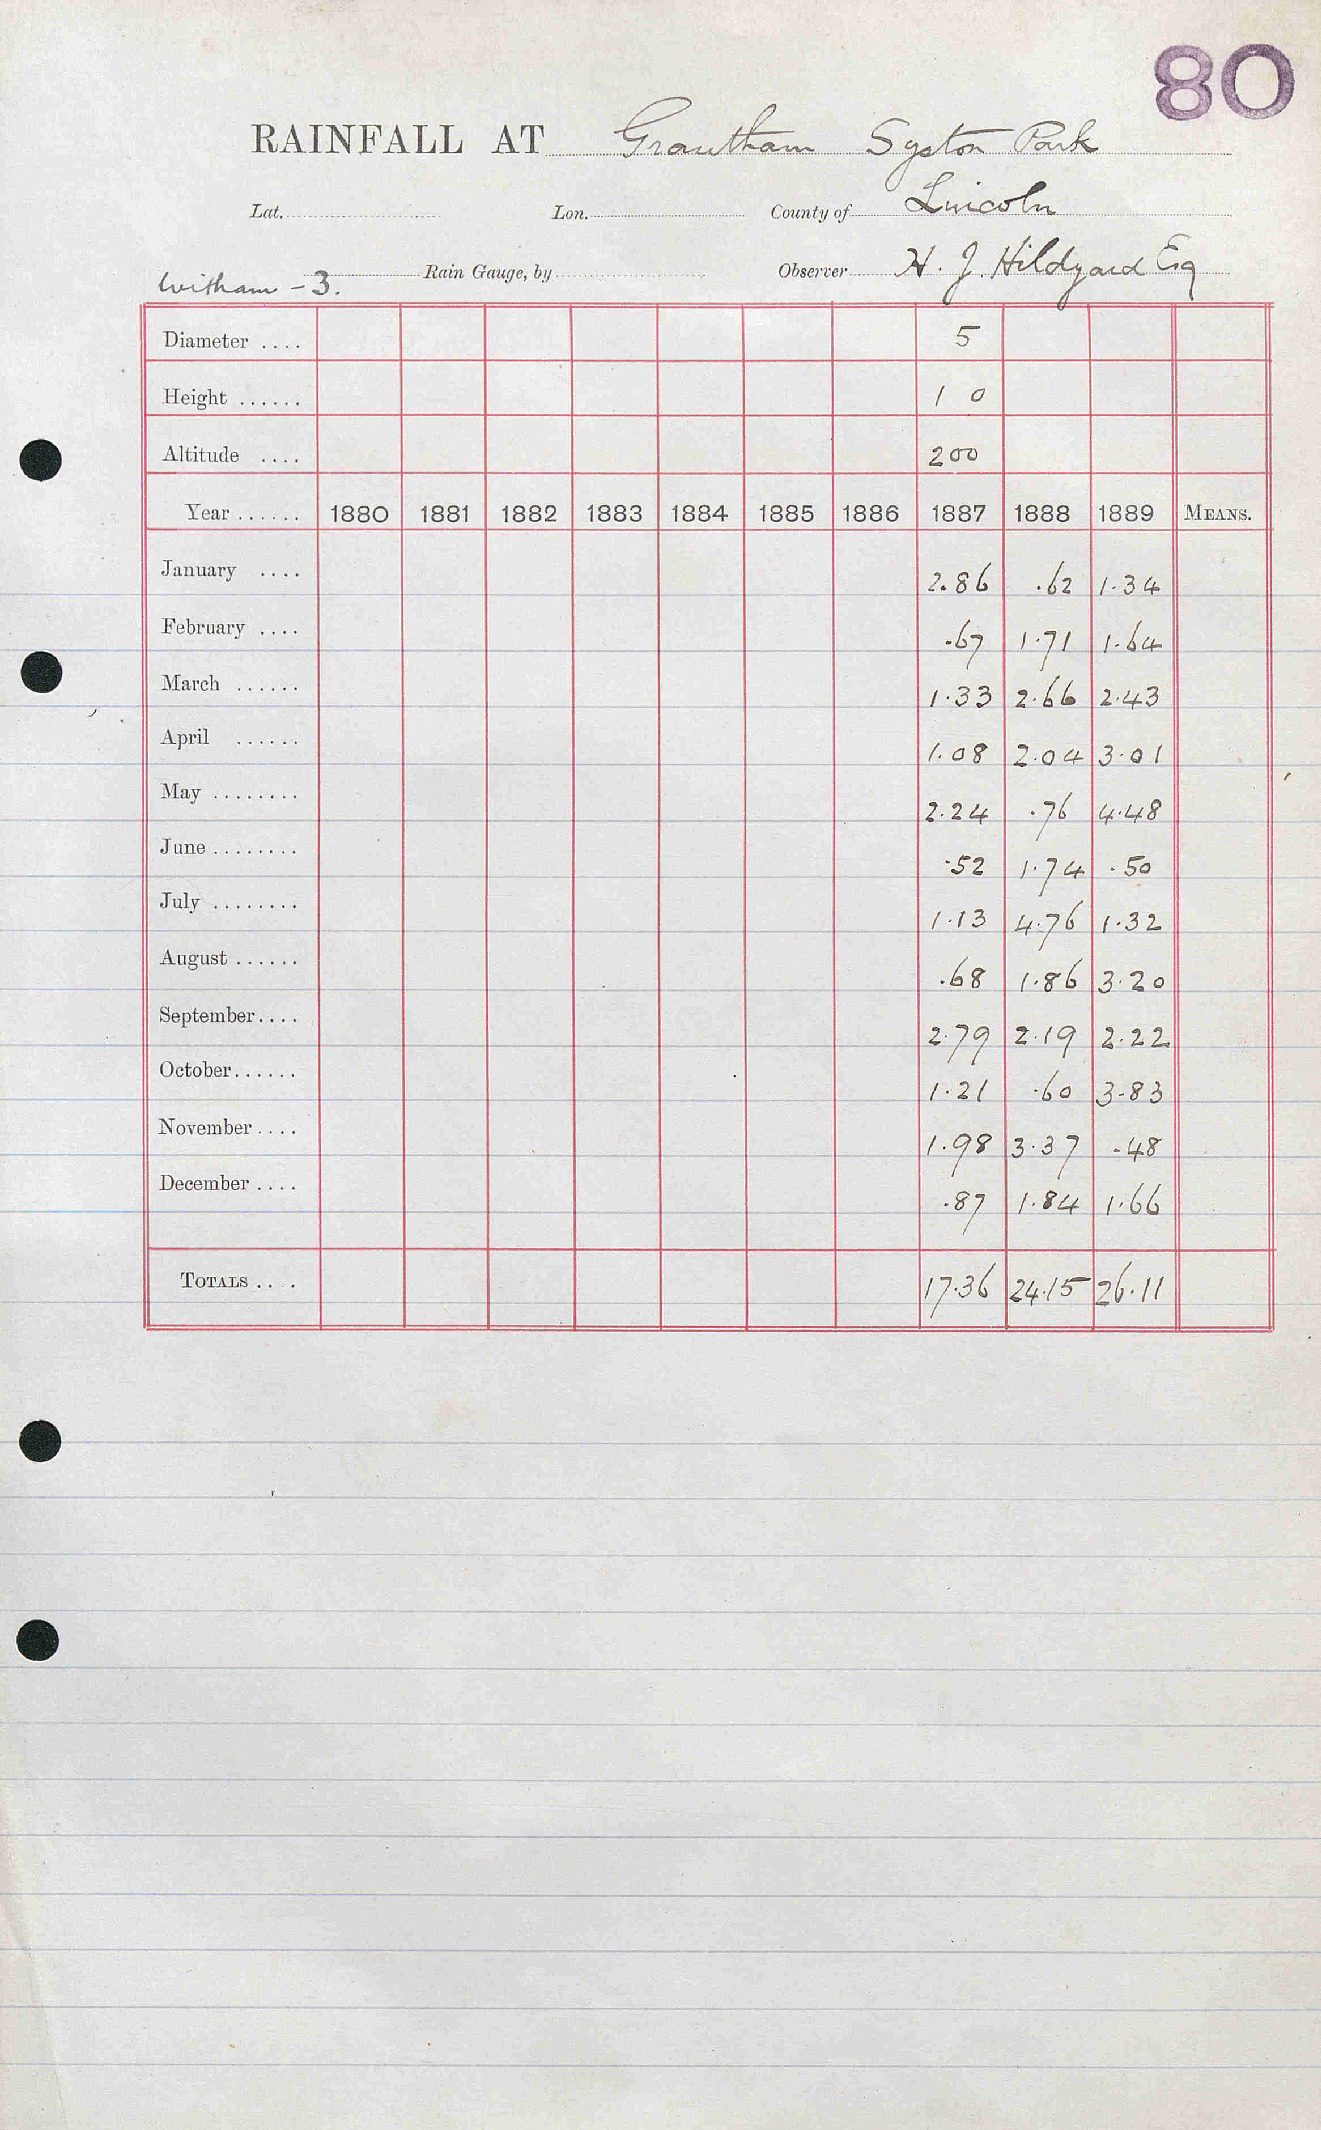 80
RAINFALL AT Grantham Syston Park
Lat. Lon. County of Lincoln
Witham - 3. Rain Gauge, by Observer H. J. Hildyard Esq
Diameter .... 5
Height ...... 1 0
Altitude .... 200
Year ...... 1880 1881 1882 1883 1884 1885 1886 1887 1888 1889 MEANS.
January .... 2.86 .62 1.34
February .... .67 1.71 1.64
March ...... 1.33 2.66 2.43
April ...... 1.08 2.04 3.01
May ........ 2.24 .76 4.48
June ........ .52 1.74 .50
July ........ 1.13 4.76 1.32
August ...... .68 1.86 3.20
September.... 2.79 2.19 2.22
October...... 1.21 .60 3.83
November .... 1.98 3.37 .48
December .... .87 1.84 1.66
TOTALS .... 17.36 24.15 26.11